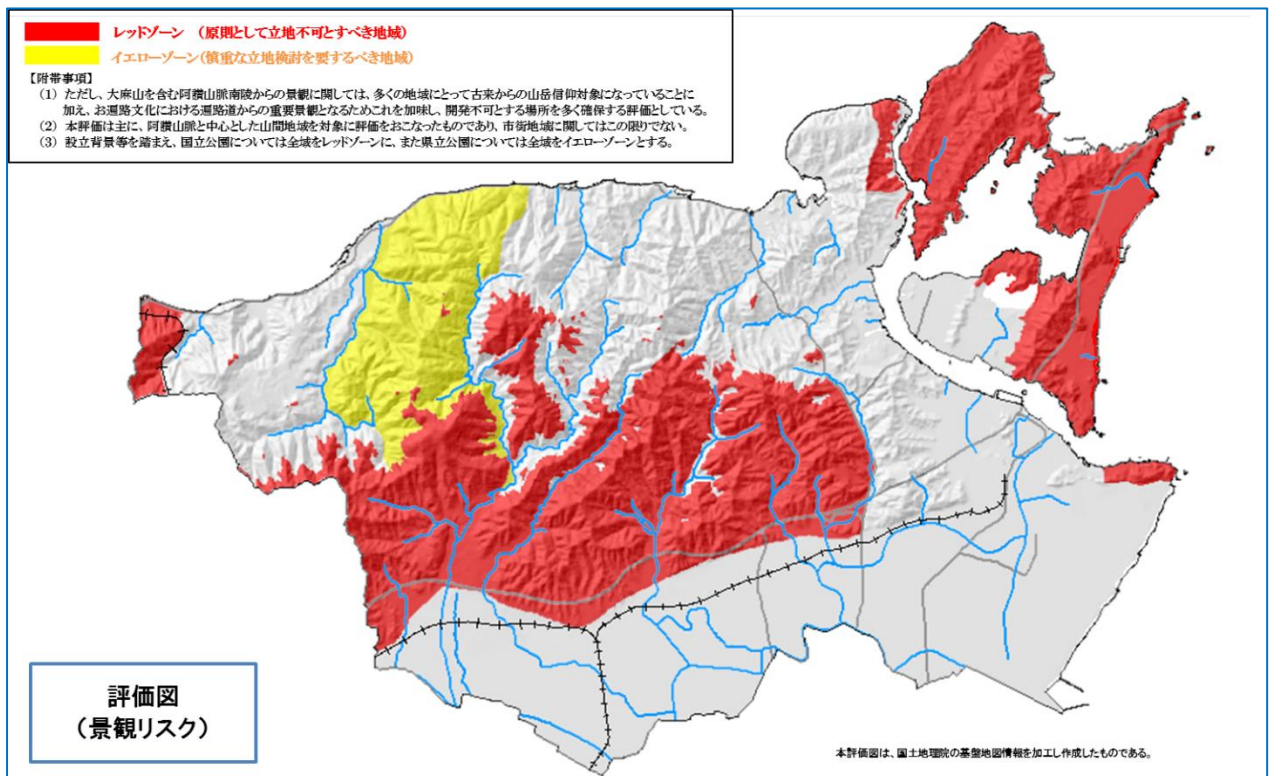 レッドゾーン （原則として立地不可とすべき地域）
イエローゾーン（慎重な立地検討を要するべき地域）
【附帯事項】
（1） ただし、大麻山を含む阿讃山脈南陵からの景観に関しては、多くの地域にとって古来からの山岳信仰対象になっていることに
加え、お遍路文化における遍路道からの重要景観となるためこれを加味し、開発不可とする場所を多く確保する評価としている。
（2） 本評価は主に、阿讃山脈と中心とした山間地域を対象に評価をおこなったものであり、市街地域に関してはこの限りでない。
（3） 設立背景等を踏まえ、国立公園については全域をレッドゾーンに、また県立公園については全域をイエローゾーンとする。
評価図
（景観リスク）
本評価図は、国土地理院の基盤地図情報を加工し作成したものである。